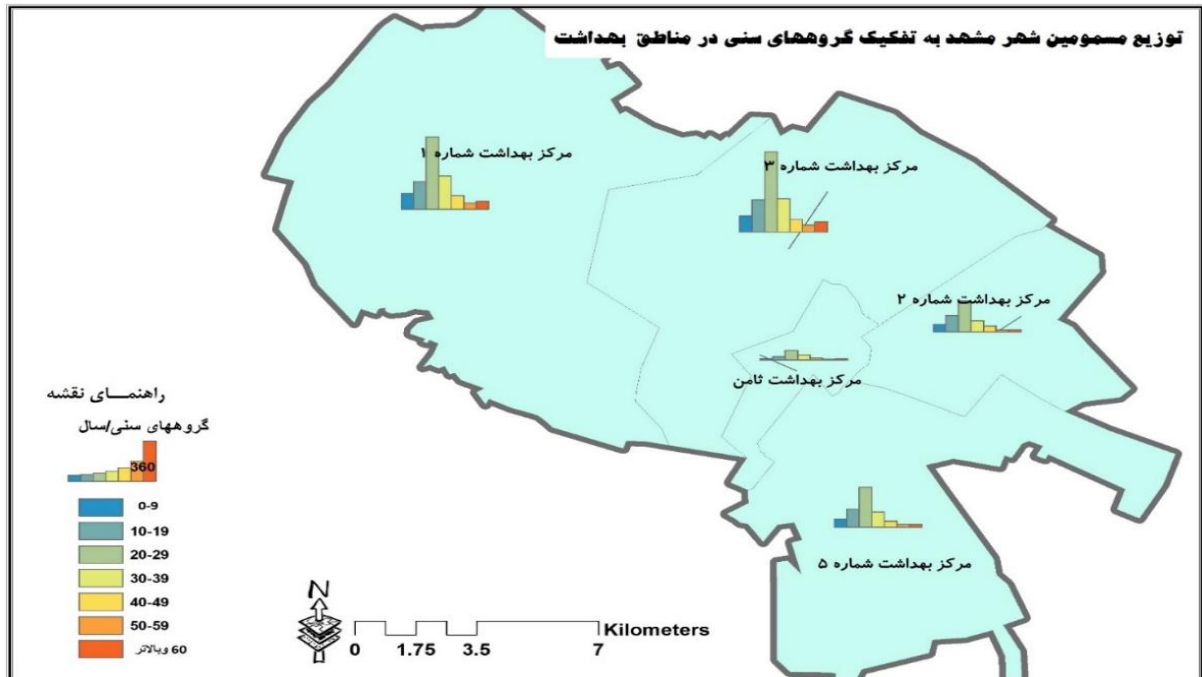 توزیع مسمومین شهر مشهد به تفکیک گروههای سنی در مناطق بهداشت
مرکز بهداشت شماره ۱
مرکز بهداشت شماره ۳
مرکز بهداشت شماره ۲
مرکز بهداشت ثامن
مرکز بهداشت شماره ۵
راهنمـــای نقشه
گروههای سنی/سال
360
0-9
10-19
20-29
30-39
40-49
50-59
60 وبالاتر
N
Kilometers
0 1.75 3.5 7